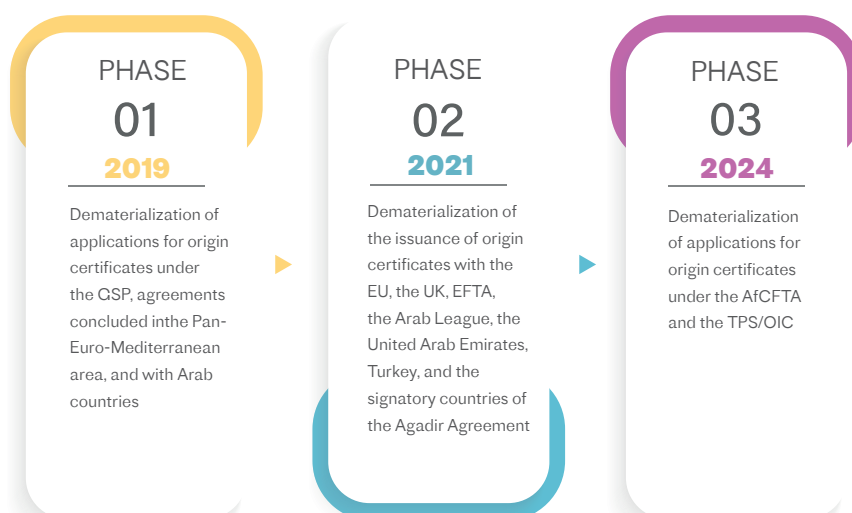 PHASE
01
2019
Dematerialization of
applications for origin
certificates under
the GSP, agreements
concluded inthe Pan-
Euro-Mediterranean
area, and with Arab
countries
PHASE
02
2021
Dematerialization of
the issuance of origin
certificates with the
EU, the UK, EFTA,
the Arab League, the
United Arab Emirates,
Turkey, and the
signatory countries of
the Agadir Agreement
PHASE
03
2024
Dematerialization
of applications for
origin certificates
under the AfCFTA
and the TPS/OIC